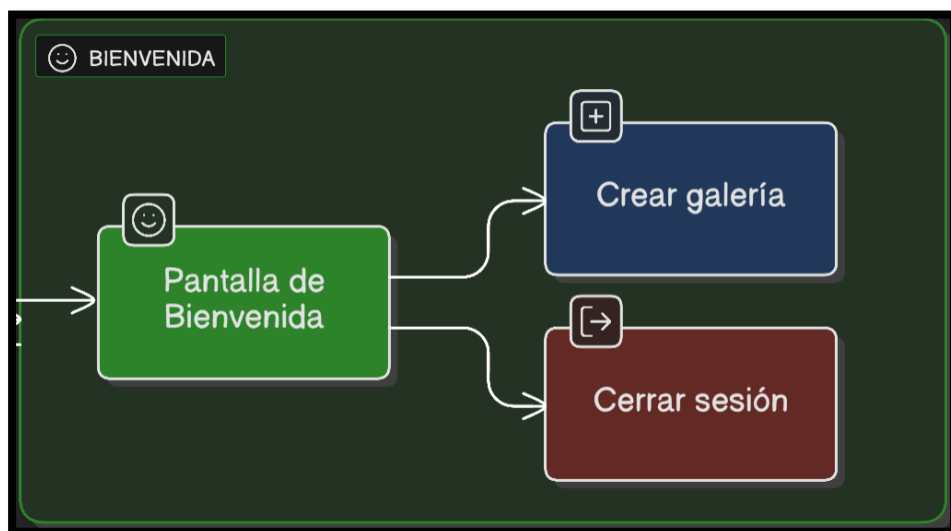 BIENVENIDA
Crear galería
Pantalla de
Bienvenida
Cerrar sesión